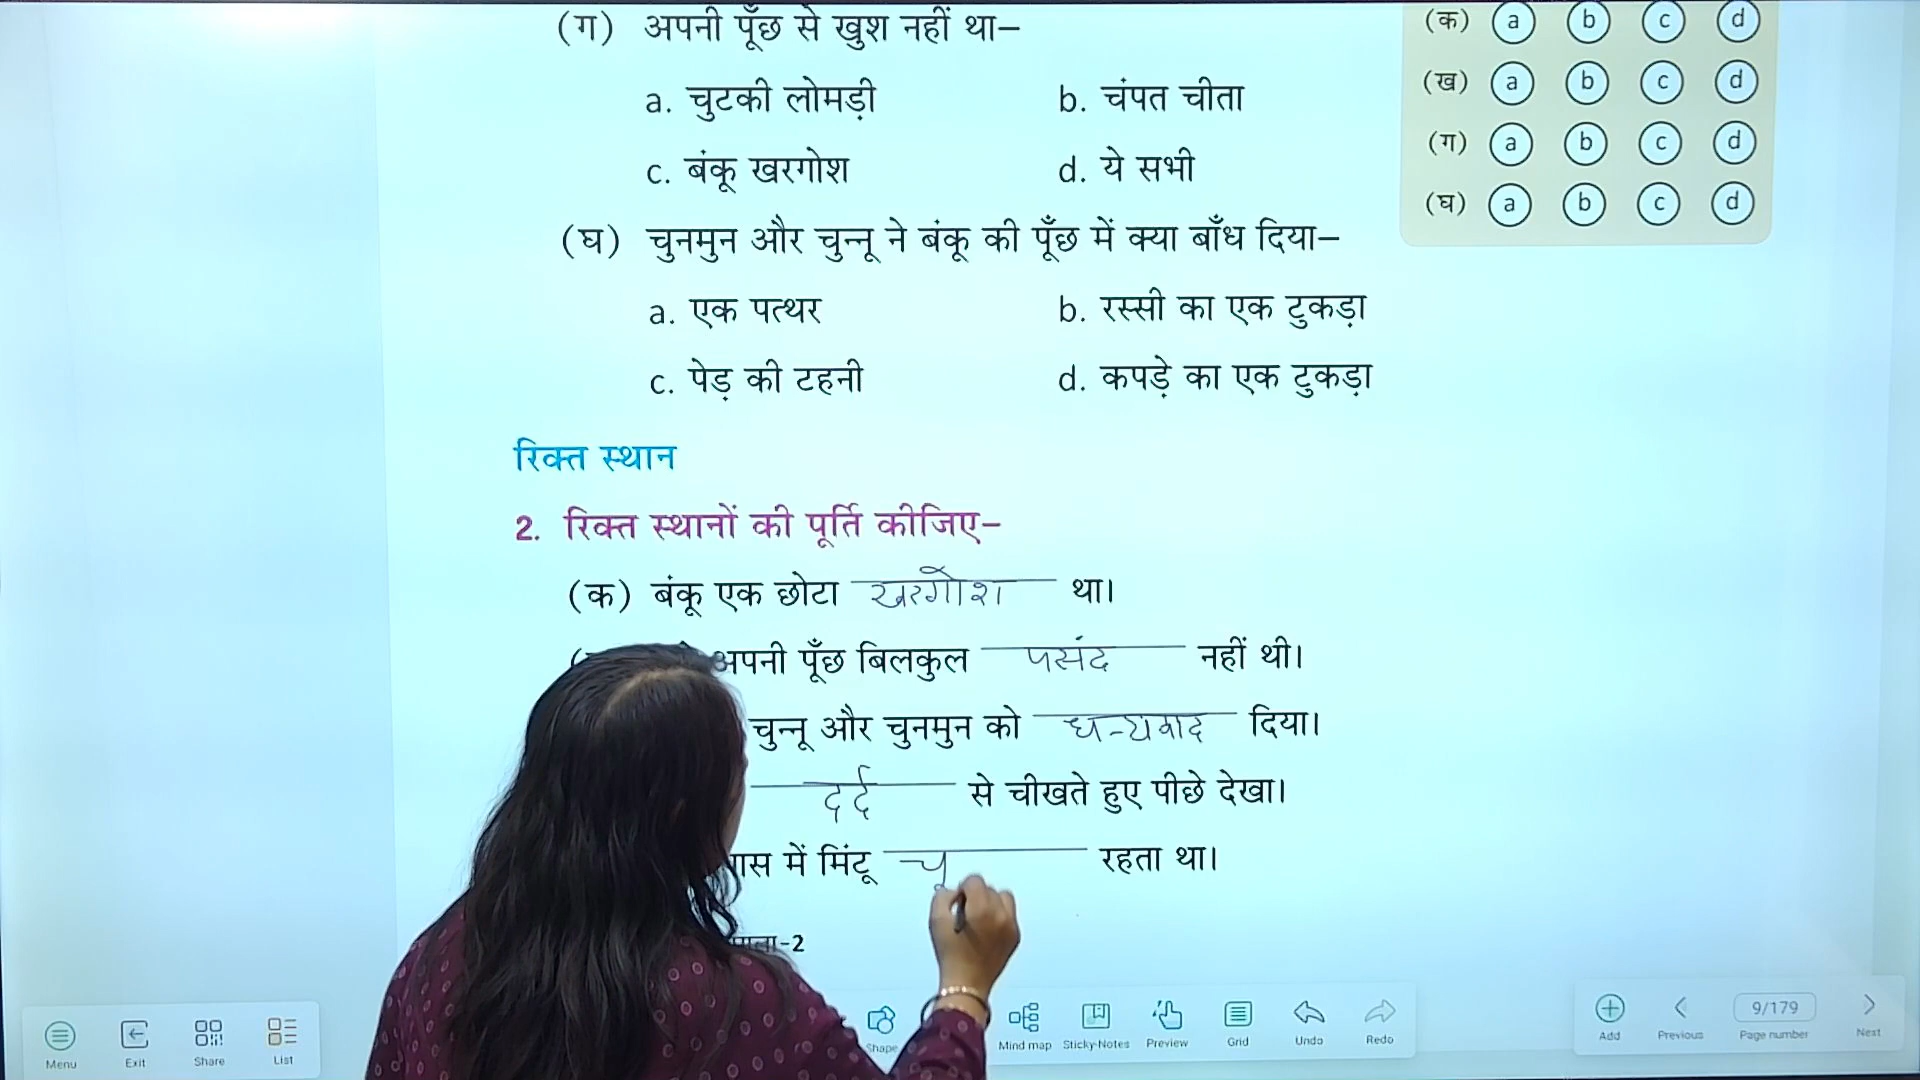 (ग) अपनी पूँछ से खुश नहीं था–
a. चुटकी लोमड़ी b. चंपत चीता
c. बंकू खरगोश d. ये सभी
(घ) चुनमुन और चुन्नू ने बंकू की पूँछ में क्या बाँध दिया–
a. एक पत्थर b. रस्सी का एक टुकड़ा
c. पेड़ की टहनी d. कपड़े का एक टुकड़ा
(क) a b c d
(ख) a b c d
(ग) a b c d
(घ) a b c d
रिक्त स्थान
2. रिक्त स्थानों की पूर्ति कीजिए–
(क) बंकू एक छोटा खरगोश था।
अपनी पूँछ बिलकुल पसंद नहीं थी।
चुन्नू और चुनमुन को धन्यवाद दिया।
दर्द से चीखते हुए पीछे देखा।
में मिंटू चू रहता था।
-2
Menu Exit Share List
Shape Mind map Sticky-Notes Preview Grid Undo Redo
Add Previous 9/179 Page number Next